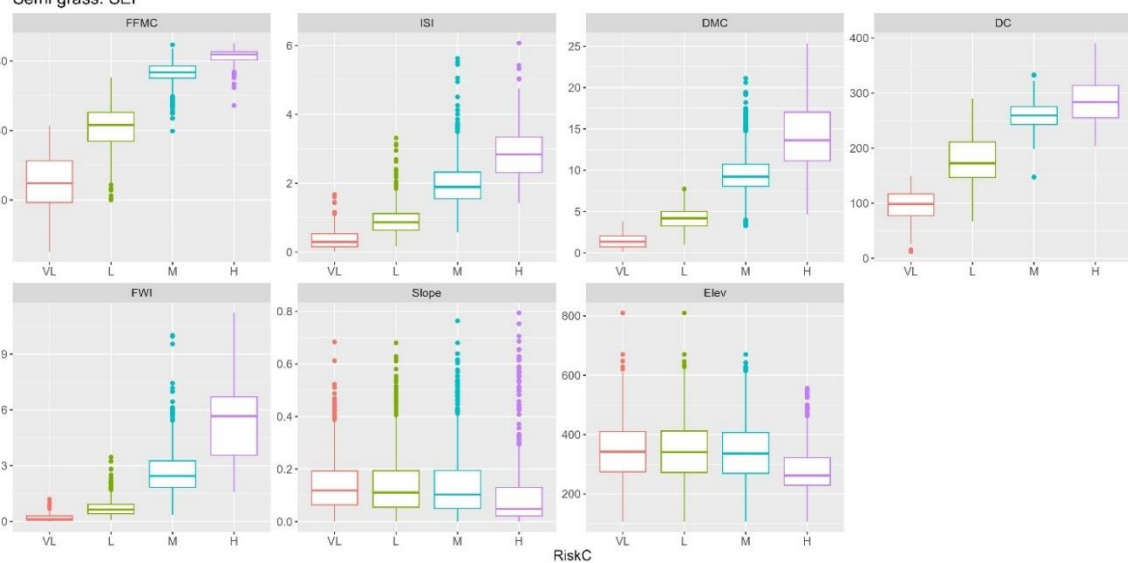 Semi grass: SEP
FFMC
ISI
DMC
DC
6
4
2
0
25
20
15
10
5
0
400
300
200
100
0
VL L M H
VL L M H
VL L M H
VL L M H
FWI
Slope
Elev
9
6
3
0
0.8
0.6
0.4
0.2
0.0
800
600
400
200
VL L M H
VL L M H
VL L M H
RiskC